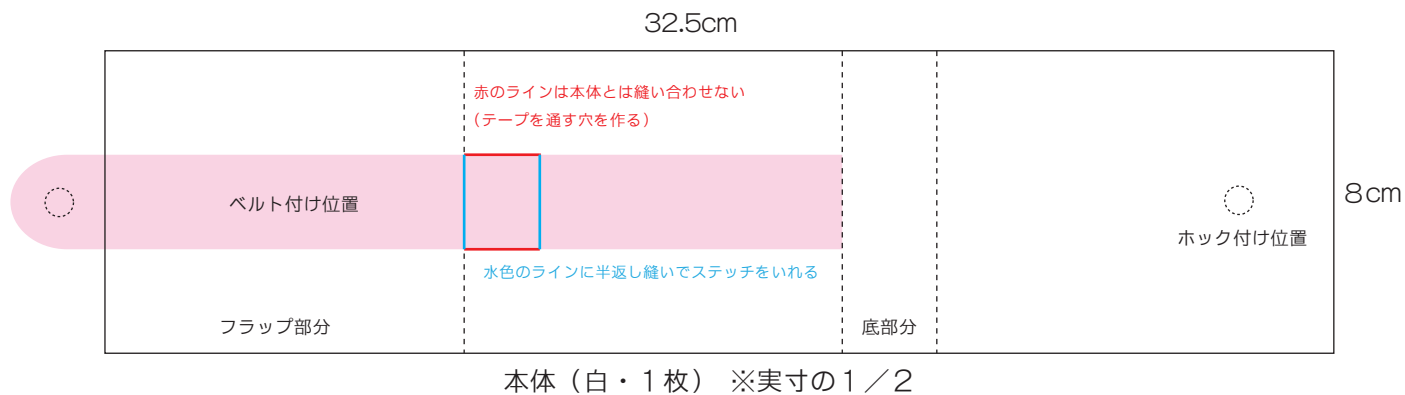 32.5cm
赤のラインは本体とは縫い合わせない
（テープを通す穴を作る）
ベルト付け位置
8cm
ホック付け位置
水色のラインに半返し縫いでステッチをいれる
フラップ部分
底部分
本体（白・１枚） ※実寸の１／２